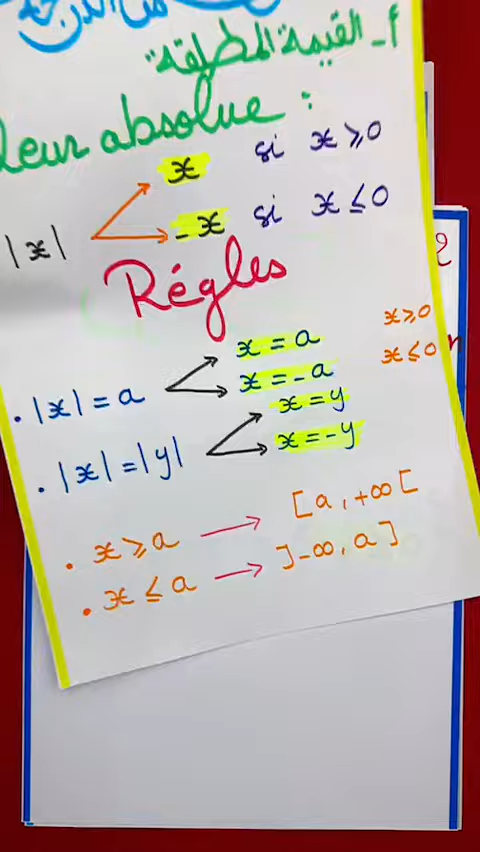 أ - القيمة المطلقة
leur absolue :
|x|
x si x ≥ 0
-x si x ≤ 0
Régles
x ≥ 0
x ≤ 0
. |x| = a
x = a
x = -a
. |x| = |y|
x = y
x = -y
. x ≥ a → [a, +∞[
. x ≤ a → ]-∞, a]